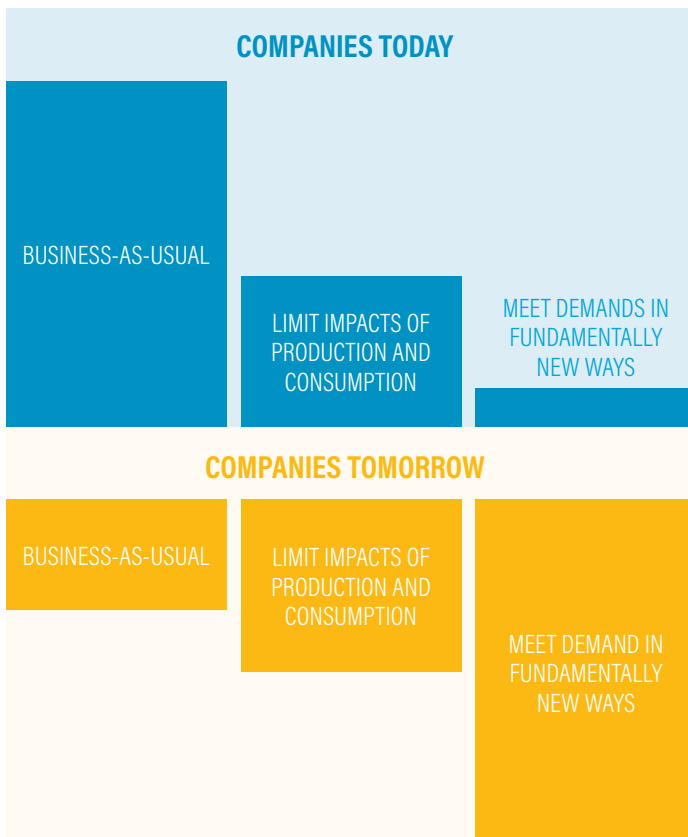 COMPANIES TODAY
BUSINESS-AS-USUAL
LIMIT IMPACTS OF
PRODUCTION AND
CONSUMPTION
MEET DEMANDS IN
FUNDAMENTALLY
NEW WAYS
COMPANIES TOMORROW
BUSINESS-AS-USUAL
LIMIT IMPACTS OF
PRODUCTION AND
CONSUMPTION
MEET DEMAND IN
FUNDAMENTALLY
NEW WAYS